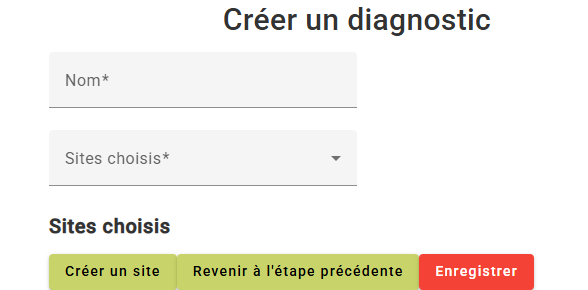 Créer un diagnostic
Nom*
Sites choisis*
Sites choisis
Créer un site Revenir à l'étape précédente Enregistrer